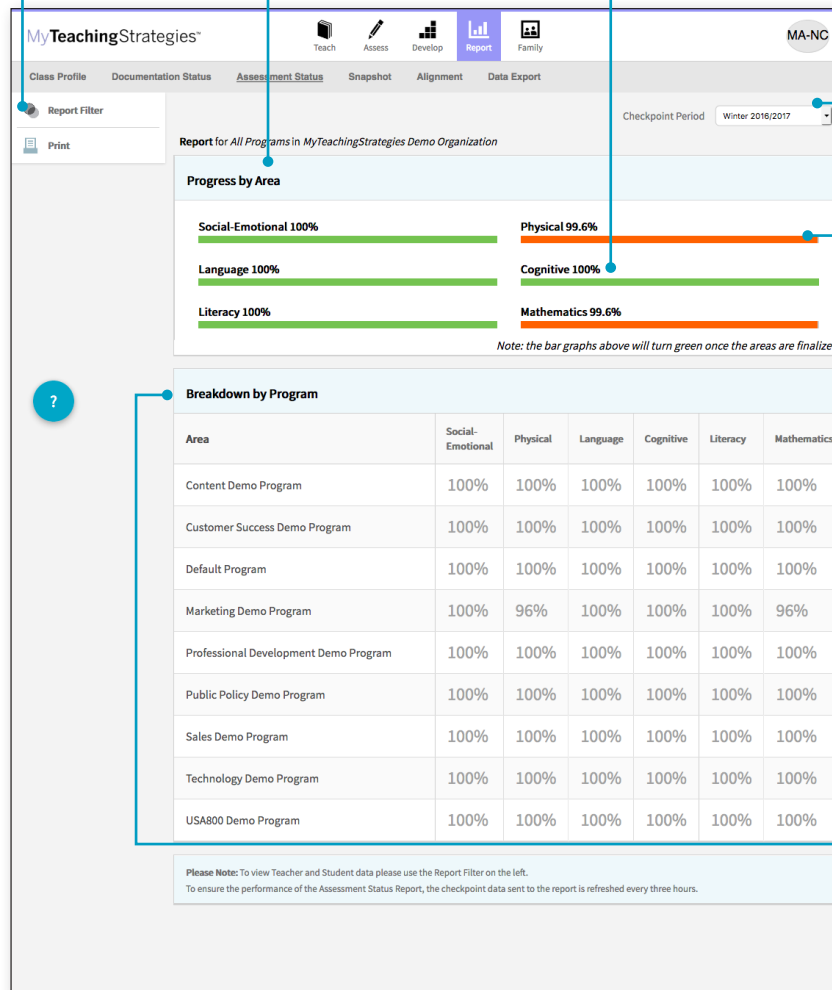 MyTeachingStrategies™
Teach Assess Develop Report Family
MA-NC
Class Profile Documentation Status Assessment Status Snapshot Alignment Data Export
Report Filter
Print
Checkpoint Period Winter 2016/2017
Report for All Programs in MyTeachingStrategies Demo Organization
Progress by Area
Social-Emotional 100% Physical 99.6%
Language 100% Cognitive 100%
Literacy 100% Mathematics 99.6%
Note: the bar graphs above will turn green once the areas are finalize
?
Breakdown by Program
Area Social-Emotional Physical Language Cognitive Literacy Mathematics
Content Demo Program 100% 100% 100% 100% 100% 100%
Customer Success Demo Program 100% 100% 100% 100% 100% 100%
Default Program 100% 100% 100% 100% 100% 100%
Marketing Demo Program 100% 96% 100% 100% 100% 96%
Professional Development Demo Program 100% 100% 100% 100% 100% 100%
Public Policy Demo Program 100% 100% 100% 100% 100% 100%
Sales Demo Program 100% 100% 100% 100% 100% 100%
Technology Demo Program 100% 100% 100% 100% 100% 100%
USA800 Demo Program 100% 100% 100% 100% 100% 100%
Please Note: To view Teacher and Student data please use the Report Filter on the left.
To ensure the performance of the Assessment Status Report, the checkpoint data sent to the report is refreshed every three hours.